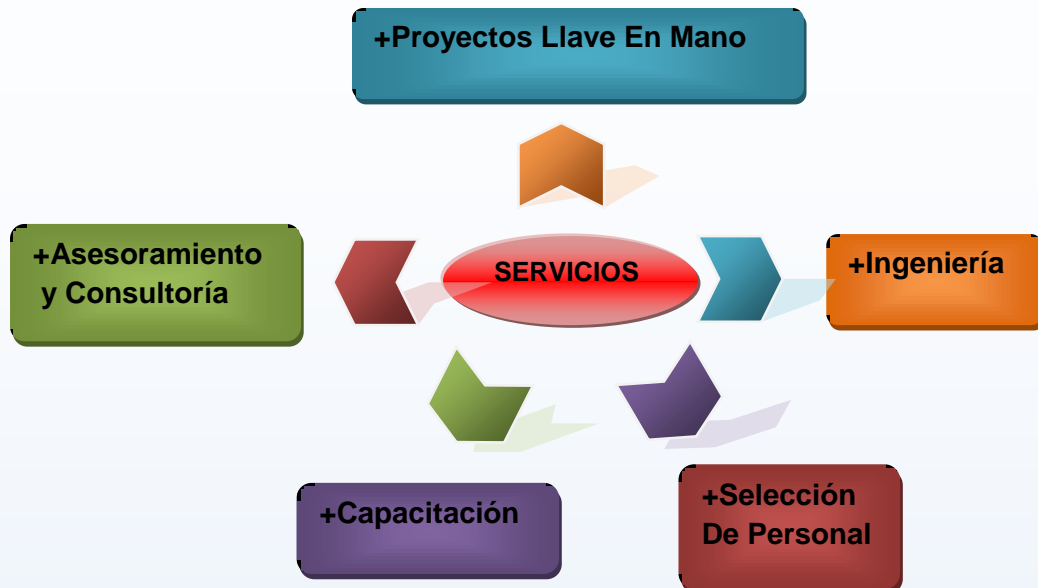 +Proyectos Llave En Mano
+Asesoramiento
y Consultoría
SERVICIOS
+Ingeniería
+Capacitación
+Selección
De Personal